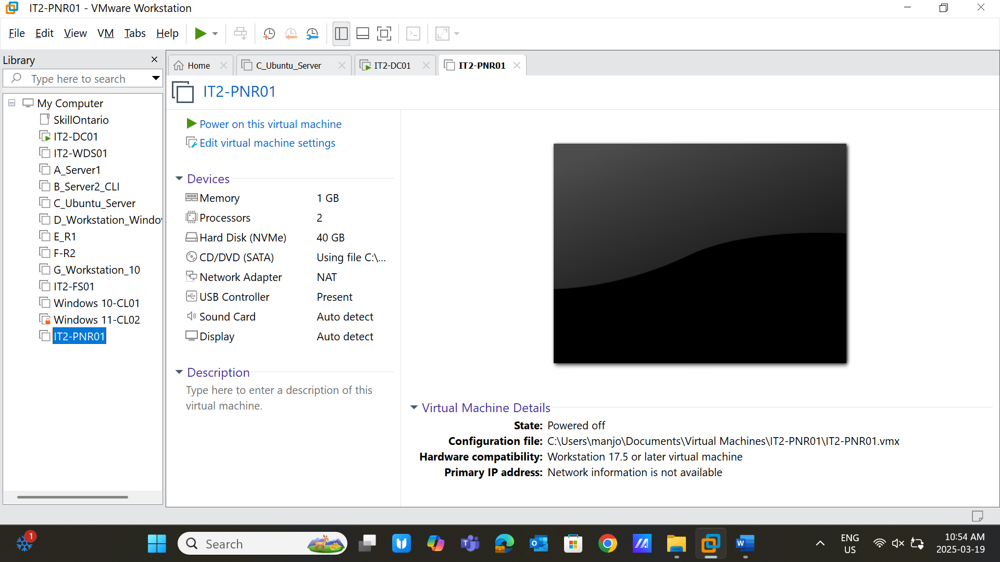 IT2-PNR01 - VMware Workstation
File Edit View VM Tabs Help
Library
Type here to search
My Computer
SkillOntario
IT2-DC01
IT2-WDS01
A_Server1
B_Server2_CLI
C_Ubuntu_Server
D_Workstation_Windo
E_R1
F-R2
G_Workstation_10
IT2-FS01
Windows 10-CL01
Windows 11-CL02
IT2-PNR01
Home
C_Ubuntu_Server
IT2-DC01
IT2-PNR01
IT2-PNR01
Power on this virtual machine
Edit virtual machine settings
Devices
Memory 1 GB
Processors 2
Hard Disk (NVMe) 40 GB
CD/DVD (SATA) Using file C:\...
Network Adapter NAT
USB Controller Present
Sound Card Auto detect
Display Auto detect
Description
Type here to enter a description of this
virtual machine.
Virtual Machine Details
State: Powered off
Configuration file: C:\Users\manjo\Documents\Virtual Machines\IT2-PNR01\IT2-PNR01.vmx
Hardware compatibility: Workstation 17.5 or later virtual machine
Primary IP address: Network information is not available
1
Search
ENG
US
10:54 AM
2025-03-19